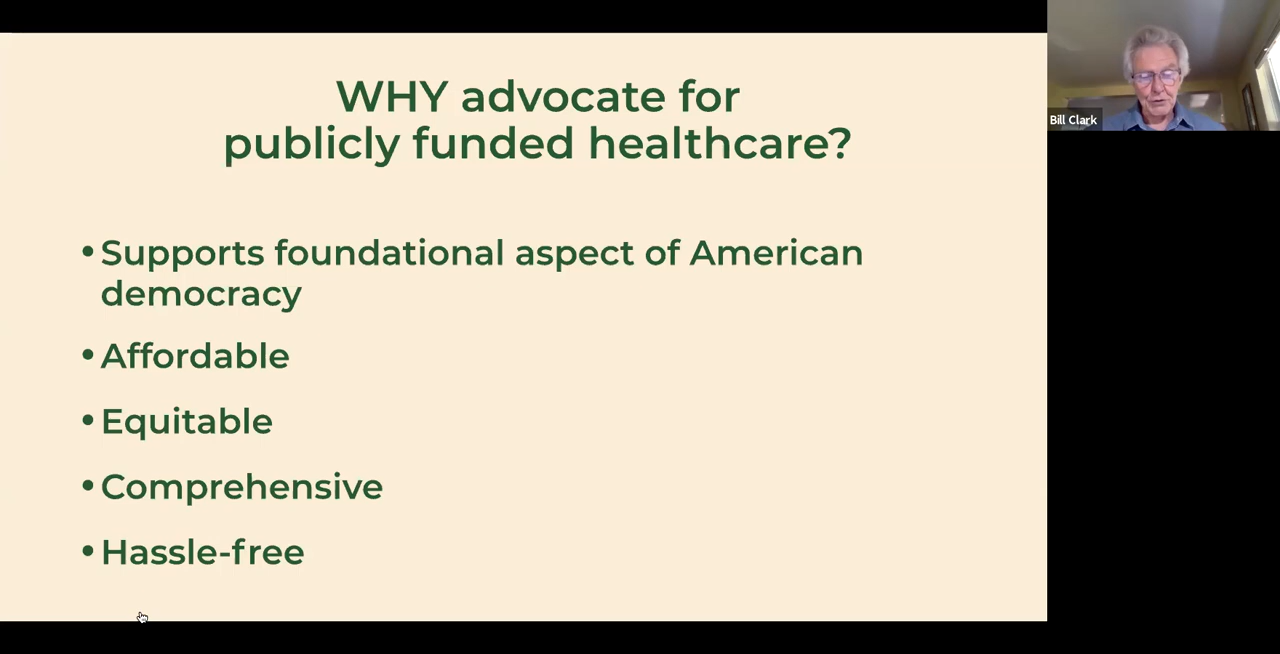 WHY advocate for
publicly funded healthcare?
• Supports foundational aspect of American
democracy
• Affordable
• Equitable
• Comprehensive
• Hassle-free
Bill Clark